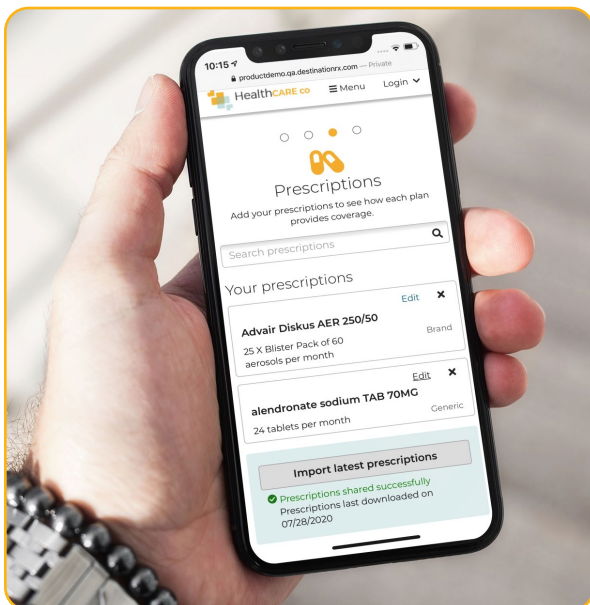 10:15
productdemo.qa.destinationrx.com — Private
HealthCARE co
Menu
Login
Prescriptions
Add your prescriptions to see how each plan
provides coverage.
Search prescriptions
Your prescriptions
Edit
Advair Diskus AER 250/50
25 X Blister Pack of 60
aerosols per month
Brand
Edit
alendronate sodium TAB 70MG
24 tablets per month
Generic
Import latest prescriptions
Prescriptions shared successfully
Prescriptions last downloaded on
07/28/2020